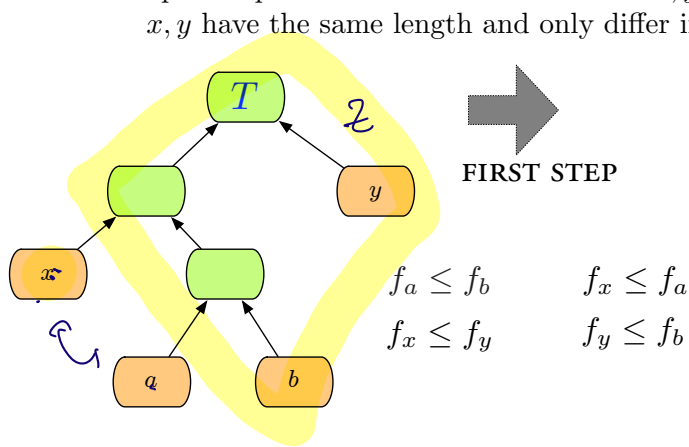 x, y have the same length and only differ i
T
Z
y
FIRST STEP
x
f_a ≤ f_b f_x ≤ f_a
f_x ≤ f_y f_y ≤ f_b
a b